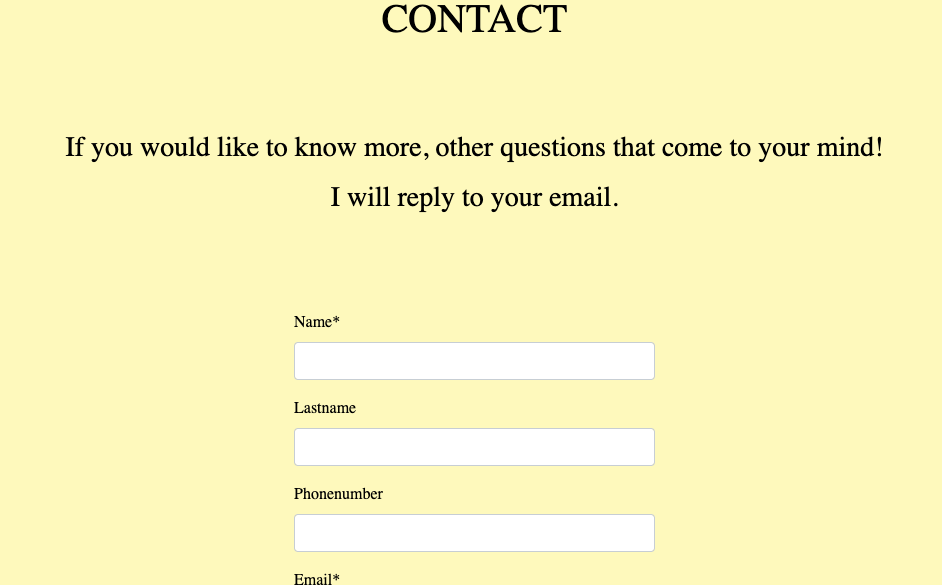 CONTACT
If you would like to know more, other questions that come to your mind!
I will reply to your email.
Name*
Lastname
Phonenumber
Email*